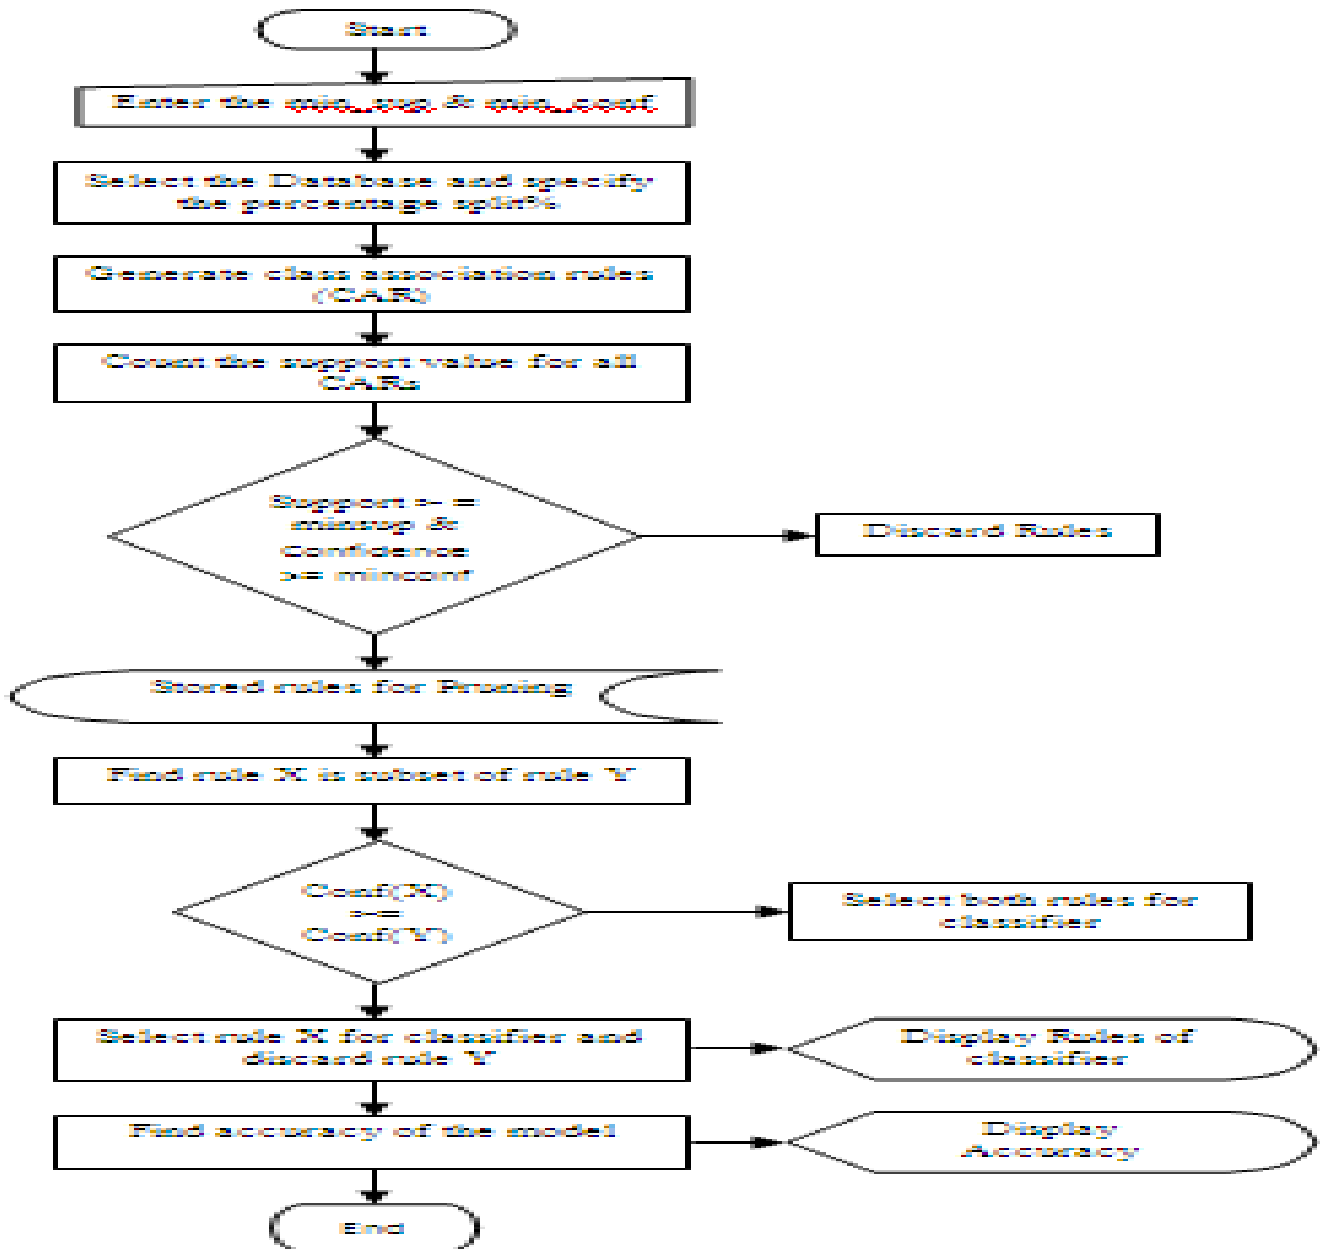 Start
Enter the min_sup & min_conf
Select the Database and specify
the percentage split%
Generate class association rules
(CAR)
Count the support value for all
CARs
Support > =
minsup &
Confidence
>= minconf
Discard Rules
Stored rules for Pruning
Find rule X is subset of rule Y
Conf(X)
>=
Conf(Y)
Select both rules for
classifier
Select rule X for classifier and
discard rule Y
Display Rules of
classifier
Find accuracy of the model
Display
Accuracy
End